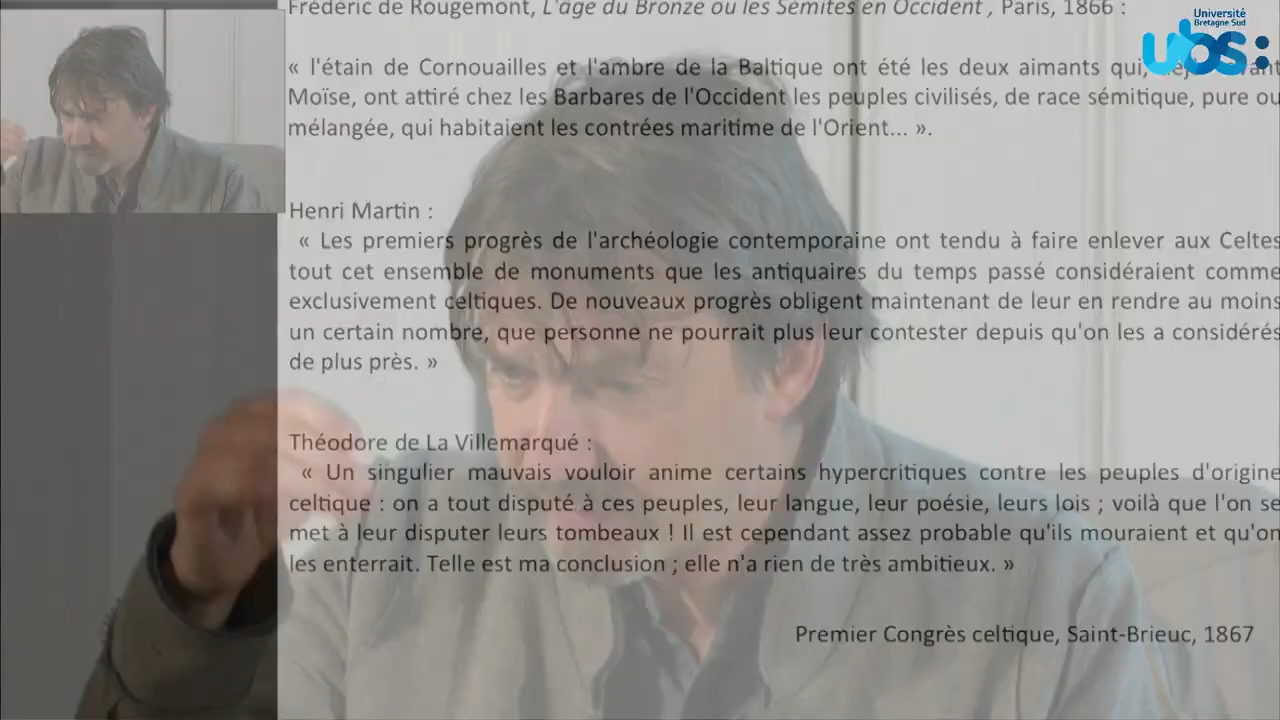 Frédéric de Rougemont, L'âge du Bronze ou les Sémites en Occident , Paris, 1866 :
Université
Bretagne Sud
ubs:
« l'étain de Cornouailles et l'ambre de la Baltique ont été les deux aimants qui,
Moïse, ont attiré chez les Barbares de l'Occident les peuples civilisés, de race sémitique, pure ou
mélangée, qui habitaient les contrées maritime de l'Orient... ».
Henri Martin :
« Les premiers progrès de l'archéologie contemporaine ont tendu à faire enlever aux Celtes
tout cet ensemble de monuments que les antiquaires du temps passé considéraient comme
exclusivement celtiques. De nouveaux progrès obligent maintenant de leur en rendre au moins
un certain nombre, que personne ne pourrait plus leur contester depuis qu'on les a considérés
de plus près. »
Théodore de La Villemarqué :
« Un singulier mauvais vouloir anime certains hypercritiques contre les peuples d'origine
celtique : on a tout disputé à ces peuples, leur langue, leur poésie, leurs lois ; voilà que l'on se
met à leur disputer leurs tombeaux ! Il est cependant assez probable qu'ils mouraient et qu'on
les enterrait. Telle est ma conclusion ; elle n'a rien de très ambitieux. »
Premier Congrès celtique, Saint-Brieuc, 1867